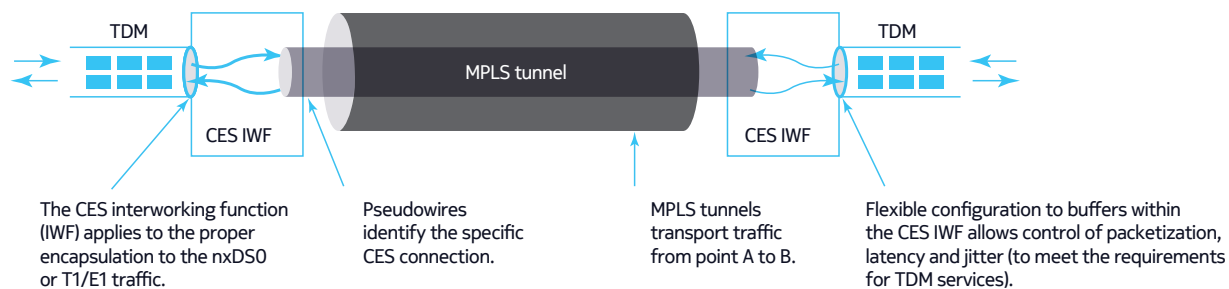 TDM
TDM
MPLS tunnel
CES IWF
CES IWF
The CES interworking function
(IWF) applies to the proper
encapsulation to the nxDS0
or T1/E1 traffic.
Pseudowires
identify the specific
CES connection.
MPLS tunnels
transport traffic
from point A to B.
Flexible configuration to buffers within
the CES IWF allows control of packetization,
latency and jitter (to meet the requirements
for TDM services).